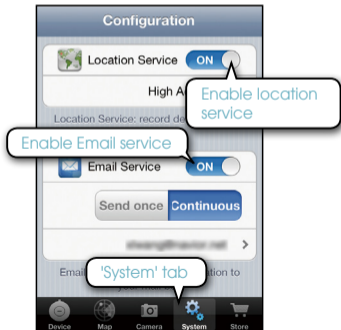 Configuration
Location Service ON
High A
Enable location
service
Location Service: record de
Enable Email service
Email Service ON
Send once Continuous
Emai
'System' tab
ation to
Device Map Camera System Store